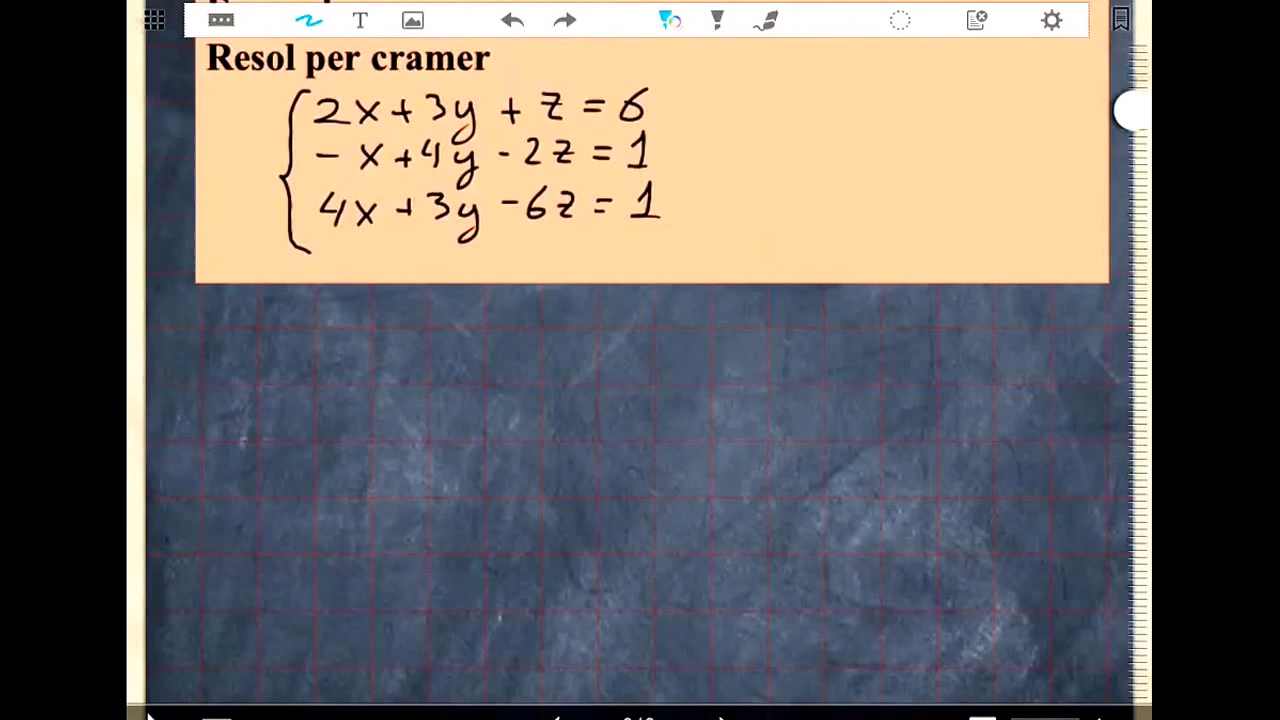 Resol per cramer
2x + 3y + z = 6
- x + 4y - 2z = 1
4x + 3y - 6z = 1